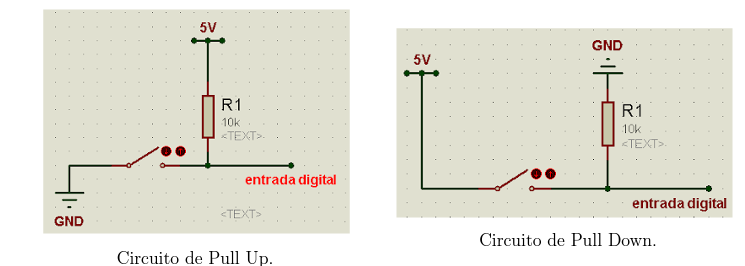 5V
R1
10k
<TEXT>
entrada digital
GND
<TEXT>
Circuito de Pull Up.
GND
5V
R1
10k
<TEXT>
entrada digital
Circuito de Pull Down.